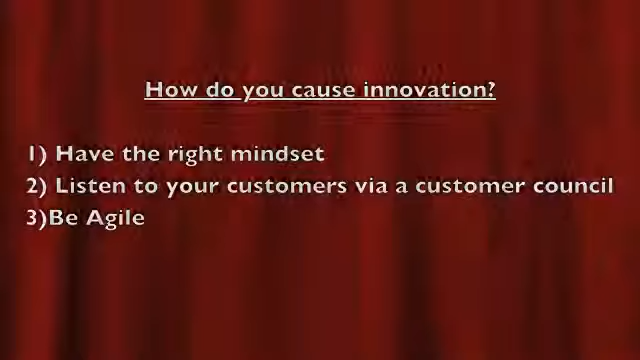 How do you cause innovation?
1) Have the right mindset
2) Listen to your customers via a customer council
3)Be Agile